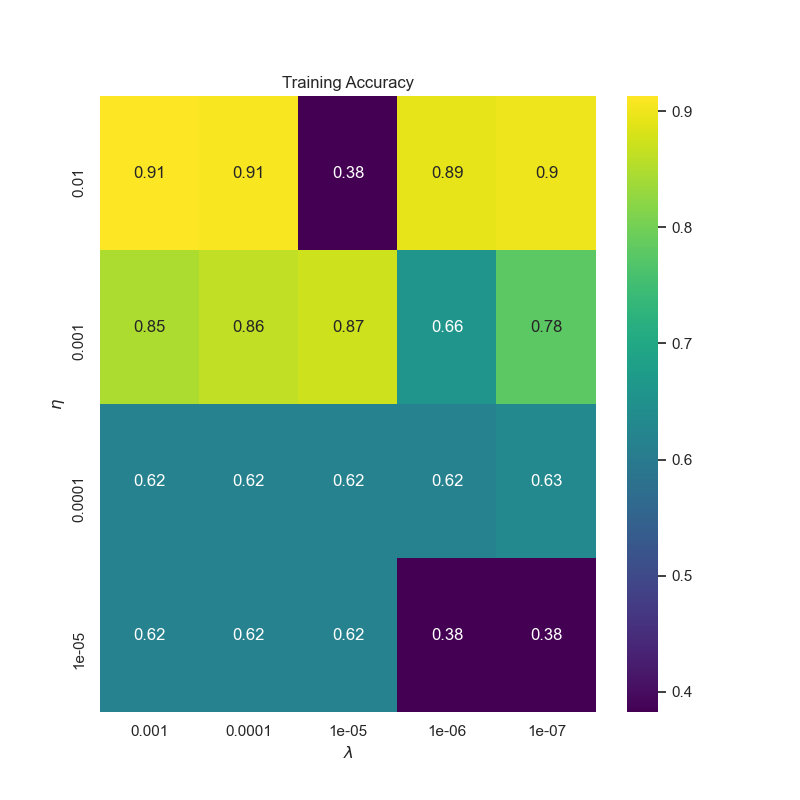 Training Accuracy
0.01 0.91 0.91 0.38 0.89 0.9
0.001 0.85 0.86 0.87 0.66 0.78
η
0.0001 0.62 0.62 0.62 0.62 0.63
1e-05 0.62 0.62 0.62 0.38 0.38
0.001 0.0001 1e-05 1e-06 1e-07
λ
0.9
0.8
0.7
0.6
0.5
0.4